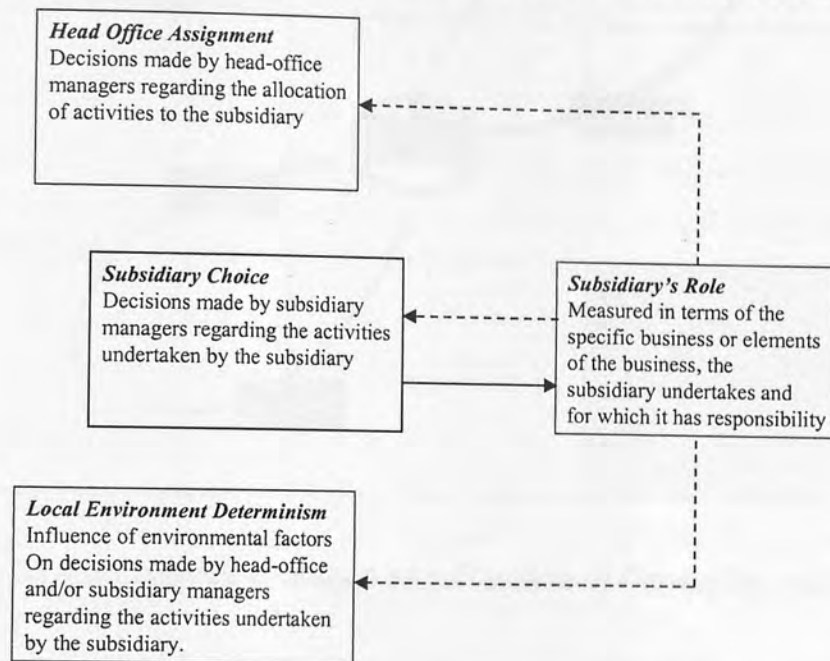 Head Office Assignment
Decisions made by head-office
managers regarding the allocation
of activities to the subsidiary
Subsidiary Choice
Decisions made by subsidiary
managers regarding the activities
undertaken by the subsidiary
Subsidiary's Role
Measured in terms of the
specific business or elements
of the business, the
subsidiary undertakes and
for which it has responsibility
Local Environment Determinism
Influence of environmental factors
On decisions made by head-office
and/or subsidiary managers
regarding the activities undertaken
by the subsidiary.